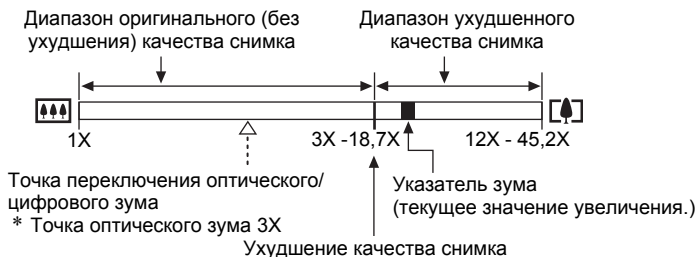 Диапазон оригинального (без
ухудшения) качества снимка
Диапазон ухудшенного
качества снимка
1X
3X -18,7X
12X - 45,2X
Точка переключения оптического/
цифрового зума
* Точка оптического зума 3X
Указатель зума
(текущее значение увеличения.)
Ухудшение качества снимка